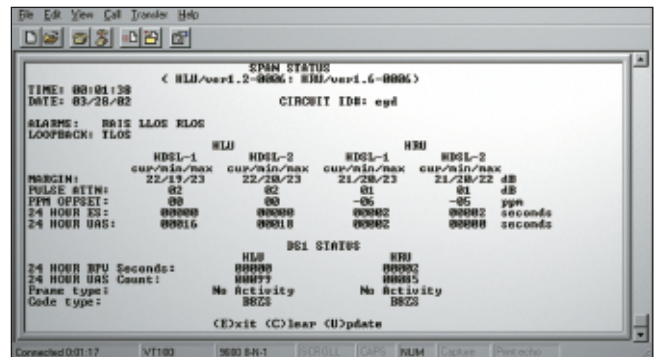 File Edit View Call Transfer Help
SPAN STATUS
( HLU/ver1.2-0006: HRU/ver1.6-0006)
TIME: 00:01:38
DATE: 03/28/02 CIRCUIT ID#: eyd
ALARMS: RAIS LLOS RLOS
LOOPBACK: TLOS
HLU HRU
HDSL-1 HDSL-2 HDSL-1 HDSL-2
cur/min/max cur/min/max cur/min/max cur/min/max
MARGIN: 22/19/23 22/20/23 21/20/23 21/20/22 dB
PULSE ATTN: 02 02 01 01 dB
PPM OFFSET: 00 00 -06 -05 ppm
24 HOUR ES: 00000 00000 00002 00002 seconds
24 HOUR UAS: 00016 00018 00002 00000 seconds
DS1 STATUS
HLU HRU
24 HOUR BPV Seconds: 00000 00002
24 HOUR UAS Count: 00099 00085
Frame type: No Activity No Activity
Code type: B8ZS B8ZS
(E)xit (C)lear (U)pdate
Connected 0:01:17 VT100 9600 8-N-1 SCROLL CAPS NUM Capture Print echo